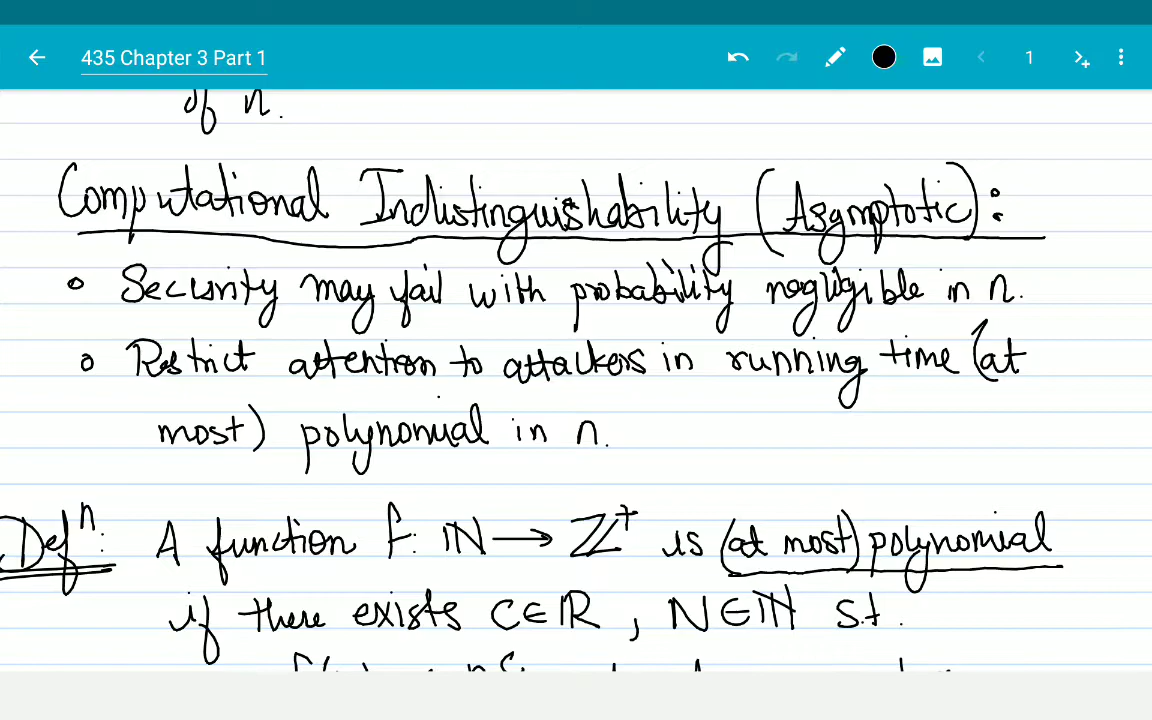 435 Chapter 3 Part 1
1
of n.
Computational Indistinguishability (Asymptotic):
Security may fail with probability negligible in n.
Restrict attention to attackers in running time (at
most) polynomial in n.
Defⁿ: A function f: ℕ → ℤ⁺ is (at most) polynomial
if there exists C∈ℝ, N∈ℕ s.t.